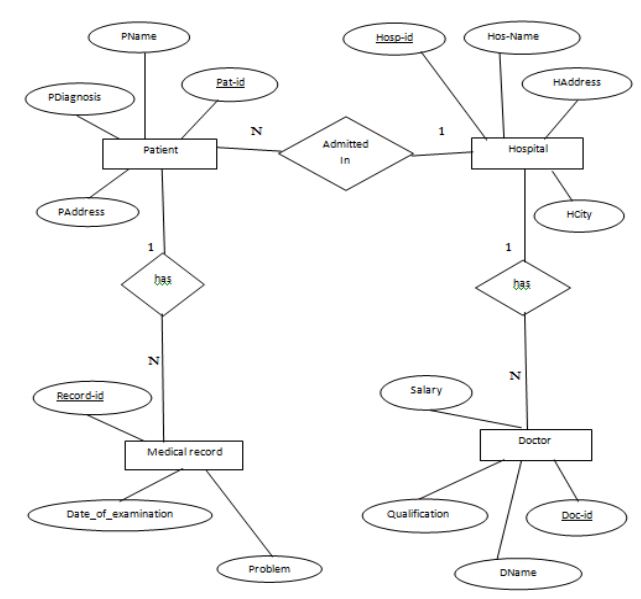 PName
Hosp-id
Hos-Name
PDiagnosis
Pat-id
HAddress
N
1
Admitted
In
Patient
Hospital
PAddress
HCity
1
1
has
has
N
N
Record-id
Salary
Medical record
Doctor
Date_of_examination
Qualification
Doc-id
Problem
DName